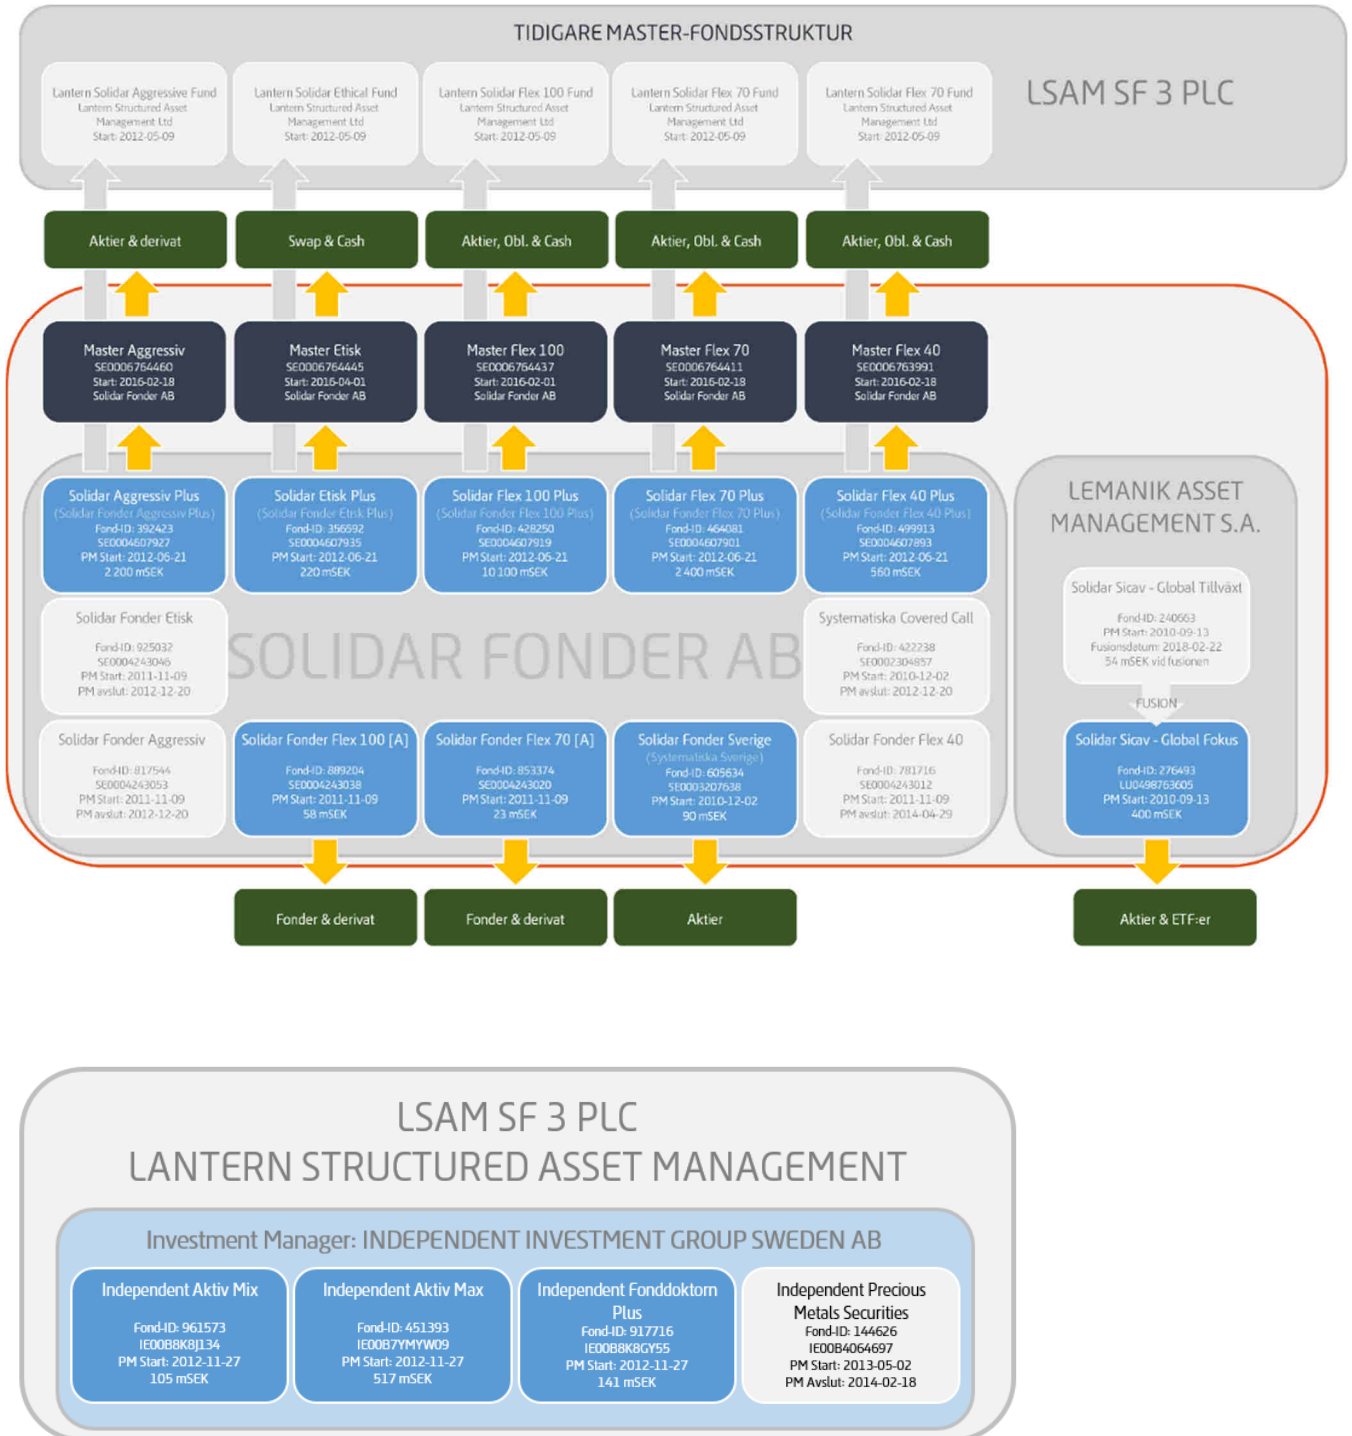 TIDIGARE MASTER-FONDSSTRUKTUR
LSAM SF 3 PLC
Lantern Solidar Aggressive Fund
Lantern Structured Asset
Management Ltd
Start: 2012-05-09
Lantern Solidar Ethical Fund
Lantern Structured Asset
Management Ltd
Start: 2012-05-09
Lantern Solidar Flex 100 Fund
Lantern Structured Asset
Management Ltd
Start: 2012-05-09
Lantern Solidar Flex 70 Fund
Lantern Structured Asset
Management Ltd
Start: 2012-05-09
Lantern Solidar Flex 70 Fund
Lantern Structured Asset
Management Ltd
Start: 2012-05-09
Aktier & derivat
Swap & Cash
Aktier, Obl. & Cash
Aktier, Obl. & Cash
Aktier, Obl. & Cash
Master Aggressiv
SE0006764460
Start: 2016-02-18
Solidar Fonder AB
Master Etisk
SE0006764445
Start: 2016-04-01
Solidar Fonder AB
Master Flex 100
SE0006764437
Start: 2016-02-01
Solidar Fonder AB
Master Flex 70
SE0006764411
Start: 2016-02-18
Solidar Fonder AB
Master Flex 40
SE0006763991
Start: 2016-02-18
Solidar Fonder AB
Solidar Aggressiv Plus
(Solidar Fonder Aggressiv Plus)
Fond-ID: 392423
SE0004607927
PM Start: 2012-06-21
2 200 mSEK
Solidar Etisk Plus
(Solidar Fonder Etisk Plus)
Fond-ID: 356592
SE0004607935
PM Start: 2012-06-21
220 mSEK
Solidar Flex 100 Plus
(Solidar Fonder Flex 100 Plus)
Fond-ID: 428250
SE0004607919
PM Start: 2012-06-21
10 100 mSEK
Solidar Flex 70 Plus
(Solidar Fonder Flex 70 Plus)
Fond-ID: 464081
SE0004607901
PM Start: 2012-06-21
2 400 mSEK
Solidar Flex 40 Plus
(Solidar Fonder Flex 40 Plus)
Fond-ID: 499913
SE0004607893
PM Start: 2012-06-21
560 mSEK
LEMANIK ASSET
MANAGEMENT S.A.
Solidar Fonder Etisk
Fond-ID: 925032
SE0004243046
PM Start: 2011-11-09
PM avslut: 2012-12-20
SOLIDAR FONDER AB
Systematiska Covered Call
Fond-ID: 422238
SE0002304857
PM Start: 2010-12-02
PM avslut: 2012-12-20
Solidar Sicav - Global Tillväxt
Fond-ID: 240663
PM Start: 2010-09-13
Fusionsdatum: 2018-02-22
54 mSEK vid fusionen
FUSION
Solidar Fonder Aggressiv
Fond-ID: 817544
SE0004243053
PM Start: 2011-11-09
PM avslut: 2012-12-20
Solidar Fonder Flex 100 [A]
Fond-ID: 889204
SE0004243038
PM Start: 2011-11-09
58 mSEK
Solidar Fonder Flex 70 [A]
Fond-ID: 853374
SE0004243020
PM Start: 2011-11-09
23 mSEK
Solidar Fonder Sverige
(Systematiska Sverige)
Fond-ID: 605634
SE0003207638
PM Start: 2010-12-02
90 mSEK
Solidar Fonder Flex 40
Fond-ID: 781716
SE0004243012
PM Start: 2011-11-09
PM avslut: 2014-04-29
Solidar Sicav - Global Fokus
Fond-ID: 276493
LU0498763605
PM Start: 2010-09-13
400 mSEK
Fonder & derivat
Fonder & derivat
Aktier
Aktier & ETF:er
LSAM SF 3 PLC
LANTERN STRUCTURED ASSET MANAGEMENT
Investment Manager: INDEPENDENT INVESTMENT GROUP SWEDEN AB
Independent Aktiv Mix
Fond-ID: 961573
IE00B8K8J134
PM Start: 2012-11-27
105 mSEK
Independent Aktiv Max
Fond-ID: 451393
IE00B7YMYW09
PM Start: 2012-11-27
517 mSEK
Independent Fonddoktorn
Plus
Fond-ID: 917716
IE00B8K8GY55
PM Start: 2012-11-27
141 mSEK
Independent Precious
Metals Securities
Fond-ID: 144626
IE00B4064697
PM Start: 2013-05-02
PM Avslut: 2014-02-18